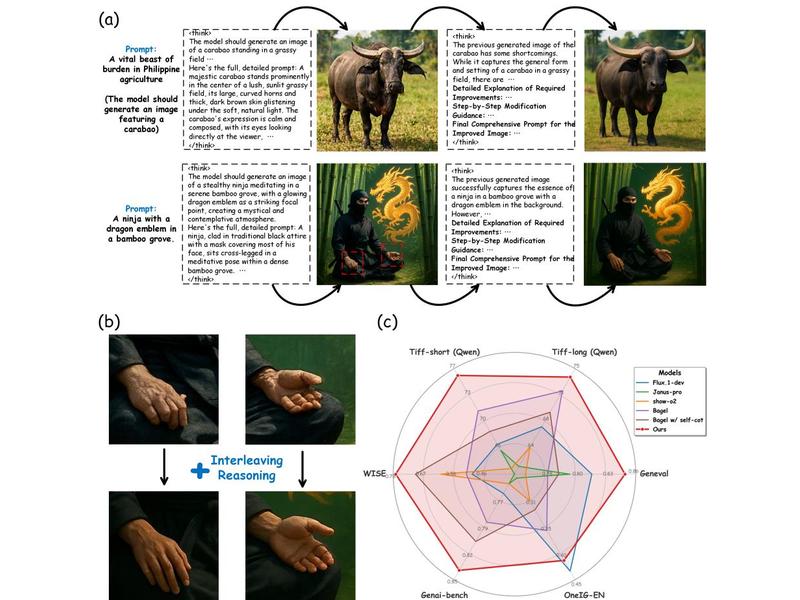 (a)
Prompt:
A vital beast of
burden in Philippine
agriculture
(The model should
generate an image
featuring a
carabao)
<think>
The model should generate an image
of a carabao standing in a grassy
field ...
Here's the full, detailed prompt: A
majestic carabao stands prominently
in the center of a lush, sunlit grassy
field, its large, curved horns and
thick, dark brown skin glistening
under the soft, natural light. The
carabao's expression is calm and
composed, with its eyes looking
directly at the viewer, ...
</think>
<think>
The previous generated image of the
carabao has some shortcomings.
While it captures the general form
and setting of a carabao in a grassy
field, there are ...
Detailed Explanation of Required
Improvements: ...
Step-by-Step Modification
Guidance: ...
Final Comprehensive Prompt for the
Improved Image: ...
</think>
Prompt:
A ninja with a
dragon emblem in
a bamboo grove.
<think>
The model should generate an image
of a stealthy ninja meditating in a
serene bamboo grove, with a glowing
dragon emblem as a striking focal
point, creating a mystical and
contemplative atmosphere.
Here's the full, detailed prompt: A
ninja, clad in traditional black attire
with a mask covering most of his
face, sits cross-legged in a
meditative pose within a dense
bamboo grove. ...
</think>
<think>
The previous generated image
successfully captures the essence of
a ninja in a bamboo grove with a
dragon emblem in the background.
However, ...
Detailed Explanation of Required
Improvements: ...
Step-by-Step Modification
Guidance: ...
Final Comprehensive Prompt for the
Improved Image: ...
</think>
(b)
+ Interleaving
Reasoning
(c)
Tiff-short (Qwen)
Tiff-long (Qwen)
77
75
73
70
68
64
WISE
0.67
0.80
0.83
Geneval
0.77
0.79
0.82
0.85
0.45
Genai-bench
OneIG-EN
Models
Flux.1-dev
Janus-pro
show-o2
Bagel
Bagel w/ self-cot
Ours